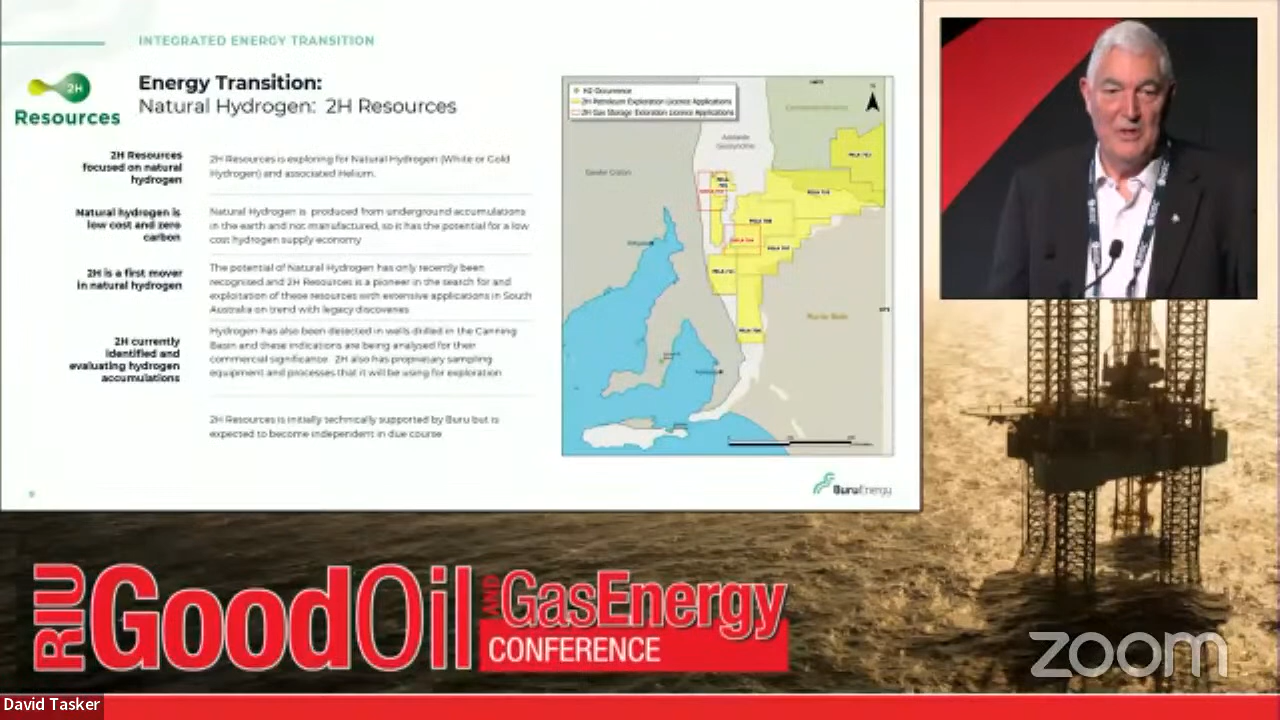 INTEGRATED ENERGY TRANSITION
2H
Resources
Energy Transition:
Natural Hydrogen: 2H Resources
2H Resources
focused on natural
hydrogen
2H Resources is exploring for Natural Hydrogen (White or Gold
Hydrogen) and associated Helium.
Natural hydrogen is
low cost and zero
carbon
Natural Hydrogen is produced from underground accumulations
in the earth and not manufactured, so it has the potential for a low
cost hydrogen supply economy
2H is a first mover
in natural hydrogen
The potential of Natural Hydrogen has only recently been
recognised and 2H Resources is a pioneer in the search for and
exploitation of these resources with extensive applications in South
Australia on trend with legacy discoveries
2H currently
identified and
evaluating hydrogen
accumulations
Hydrogen has also been detected in wells drilled in the Canning
Basin and these indications are being analysed for their
commercial significance. 2H also has proprietary sampling
equipment and processes that it will be using for exploration
2H Resources is initially technically supported by Buru but is
expected to become independent in due course
H2 Occurrence
2H Petroleum Exploration Licence Applications
2H Gas Storage Exploration Licence Applications
Adelaide
Geosyncline
Gawler Craton
Murray Basin
BuruEnergy
RIU
GoodOil
AND
GasEnergy
CONFERENCE
zoom
David Tasker